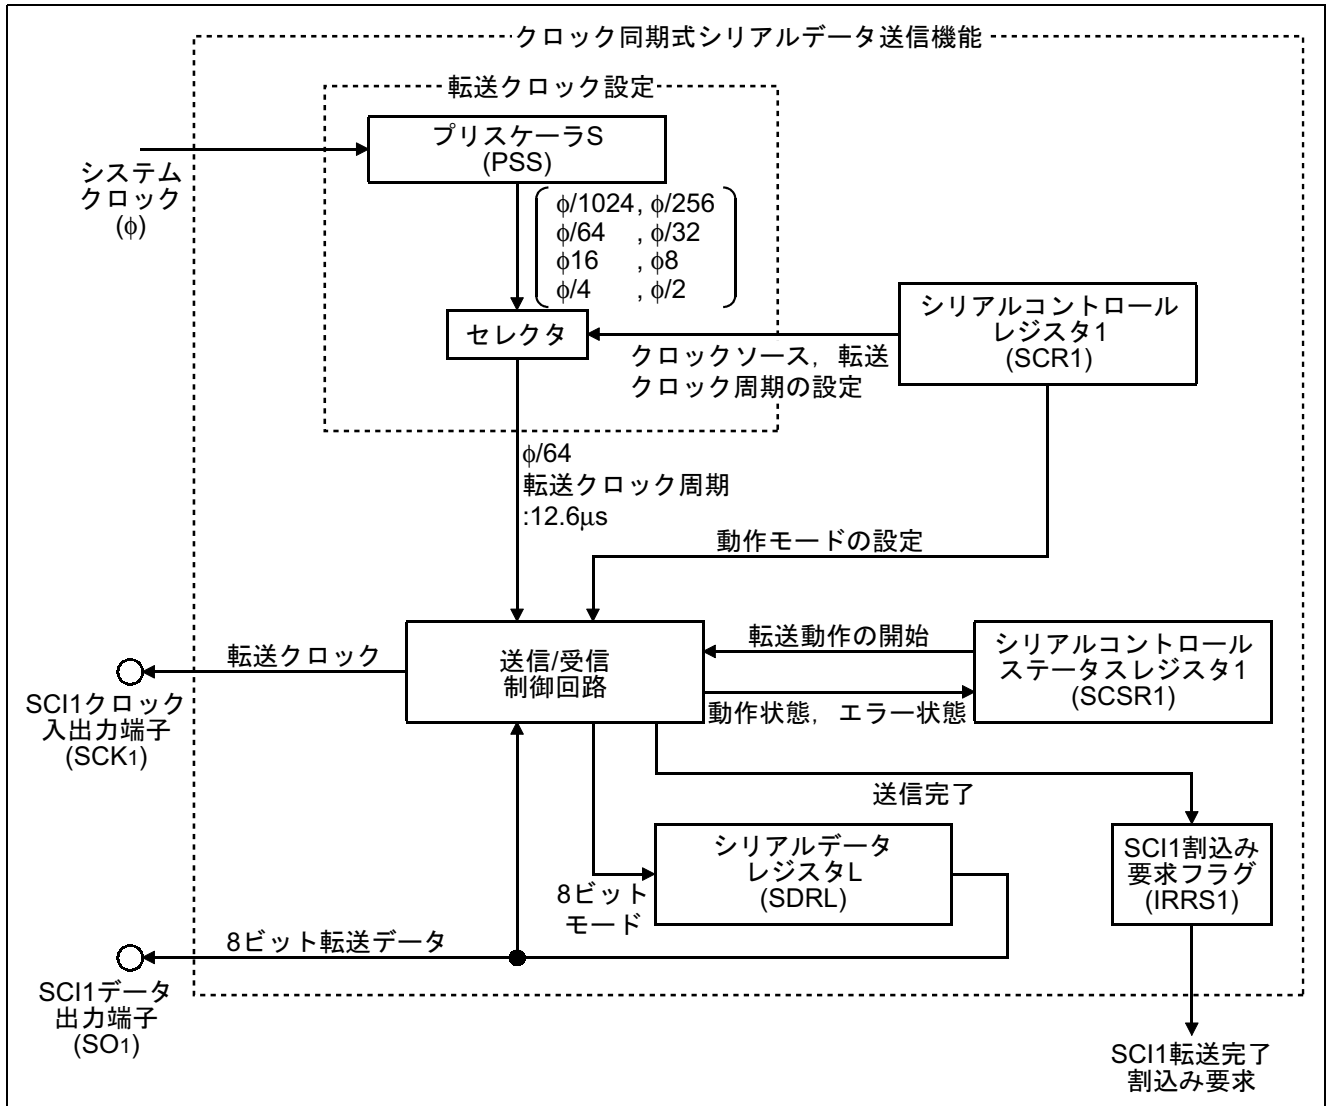 クロック同期式シリアルデータ送信機能
転送クロック設定
プリスケーラS
(PSS)
システム
クロック
(ϕ)
ϕ/1024, ϕ/256
ϕ/64 , ϕ/32
ϕ16 , ϕ8
ϕ/4 , ϕ/2
セレクタ
シリアルコントロール
レジスタ1
(SCR1)
クロックソース，転送
クロック周期の設定
ϕ/64
転送クロック周期
:12.6μs
動作モードの設定
転送クロック
送信/受信
制御回路
転送動作の開始
シリアルコントロール
ステータスレジスタ1
(SCSR1)
動作状態，エラー状態
SCI1クロック
入出力端子
(SCK1)
送信完了
シリアルデータ
レジスタL
(SDRL)
SCI1割込み
要求フラグ
(IRRS1)
8ビット
モード
8ビット転送データ
SCI1データ
出力端子
(SO1)
SCI1転送完了
割込み要求